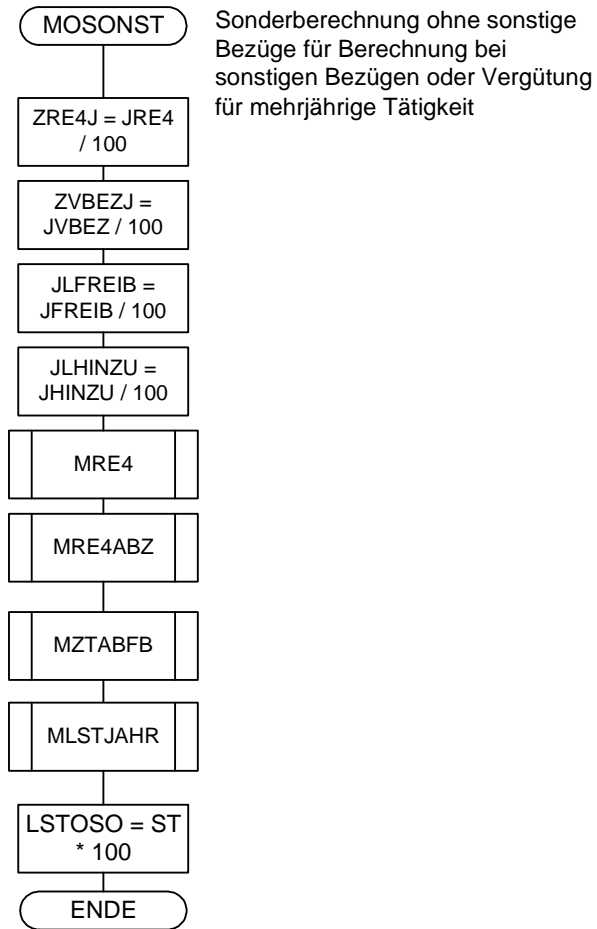 MOSONST
Sonderberechnung ohne sonstige
Bezüge für Berechnung bei
sonstigen Bezügen oder Vergütung
für mehrjährige Tätigkeit
ZRE4J = JRE4
/ 100
ZVBEZJ =
JVBEZ / 100
JLFREIB =
JFREIB / 100
JLHINZU =
JHINZU / 100
MRE4
MRE4ABZ
MZTABFB
MLSTJAHR
LSTOSO = ST
* 100
ENDE